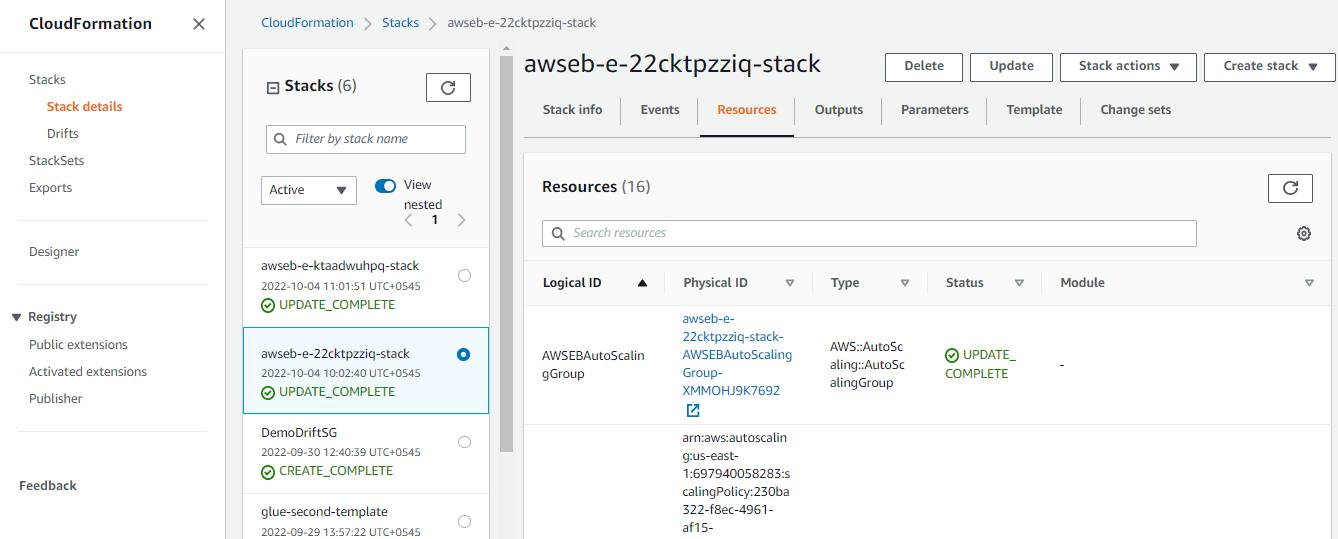 CloudFormation
Stacks
Stack details
Drifts
StackSets
Exports
Designer
Registry
Public extensions
Activated extensions
Publisher
Feedback
CloudFormation > Stacks > awseb-e-22cktpzziq-stack
Stacks (6)
Filter by stack name
Active
View
nested
1
awseb-e-ktaadwuhpq-stack
2022-10-04 11:01:51 UTC+0545
UPDATE_COMPLETE
awseb-e-22cktpzziq-stack
2022-10-04 10:02:40 UTC+0545
UPDATE_COMPLETE
DemoDriftSG
2022-09-30 12:40:39 UTC+0545
CREATE_COMPLETE
glue-second-template
2022-09-29 13:57:22 UTC+0545
awseb-e-22cktpzziq-stack
Delete Update Stack actions Create stack
Stack info Events Resources Outputs Parameters Template Change sets
Resources (16)
Search resources
Logical ID Physical ID Type Status Module
AWSEBAutoScalin
gGroup
awseb-e-
22cktpzziq-stack-
AWSEBAutoScaling
Group-
XMMOHJ9K7692
AWS::AutoSc
aling::AutoSc
alingGroup
UPDATE_
COMPLETE
-
arn:aws:autoscalin
g:us-east-
1:697940058283:s
calingPolicy:230ba
322-f8ec-4961-
af15-